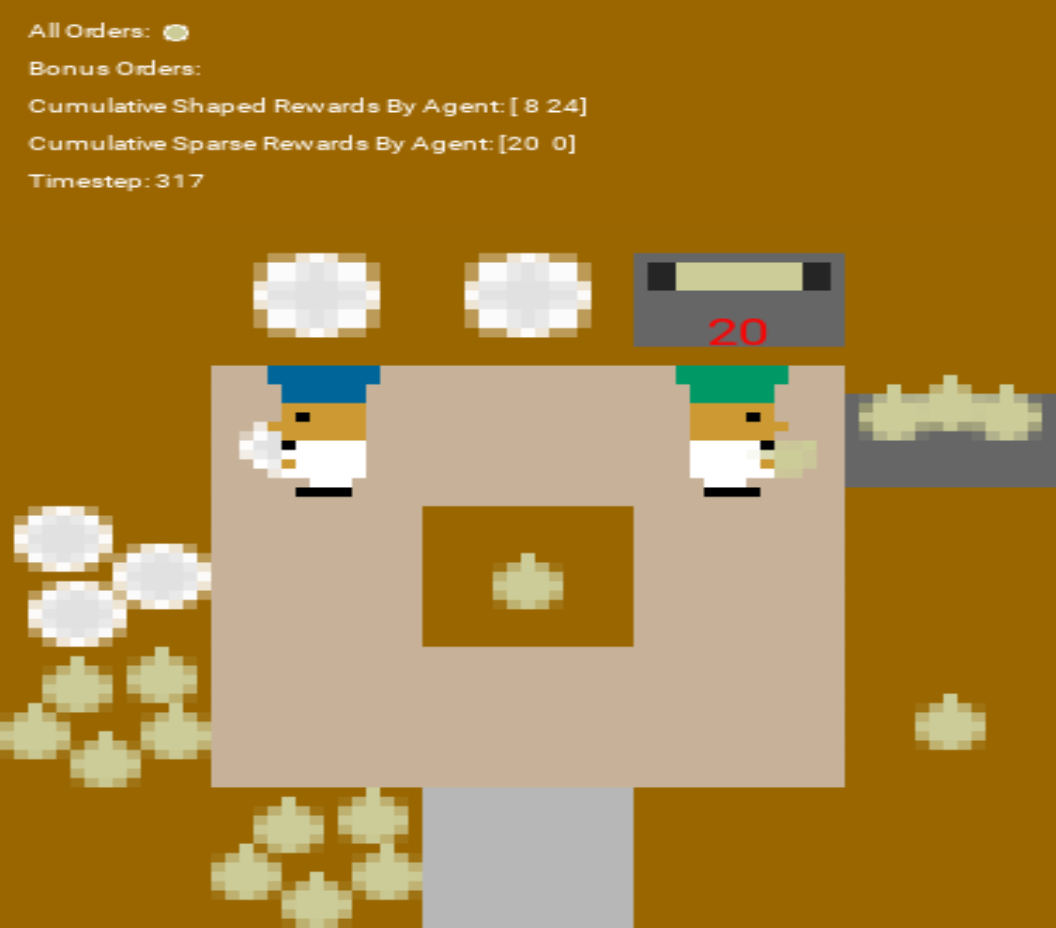 All Orders:
Bonus Orders:
Cumulative Shaped Rewards By Agent: [ 8 24]
Cumulative Sparse Rewards By Agent: [20  0]
Timestep: 317
20